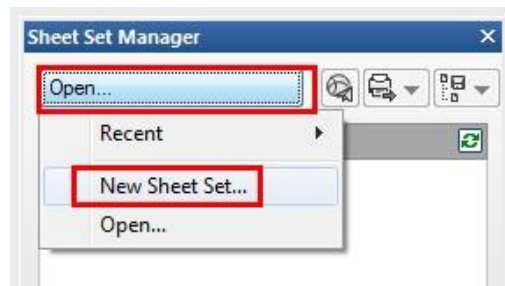 Sheet Set Manager
Open...
Recent
New Sheet Set...
Open...